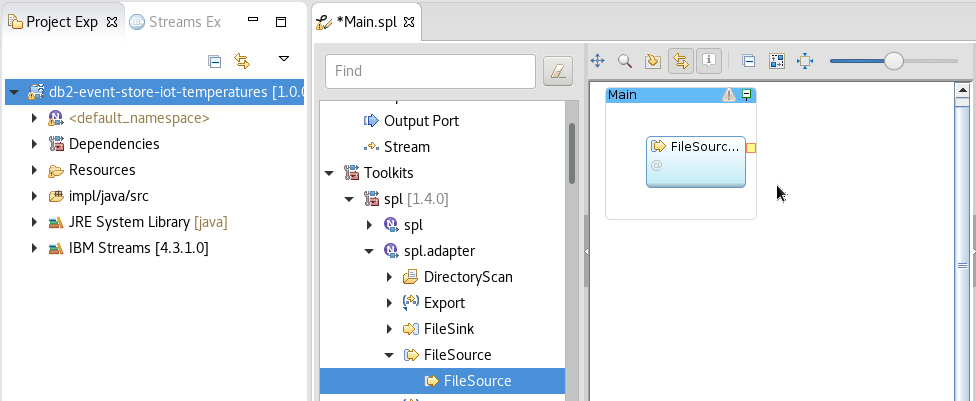 Project Exp
Streams Ex
db2-event-store-iot-temperatures [1.0.0
<default_namespace>
Dependencies
Resources
impl/java/src
JRE System Library [java]
IBM Streams [4.3.1.0]
*Main.spl
Find
Output Port
Stream
Toolkits
spl [1.4.0]
spl
spl.adapter
DirectoryScan
Export
FileSink
FileSource
FileSource
Main
FileSourc...
@